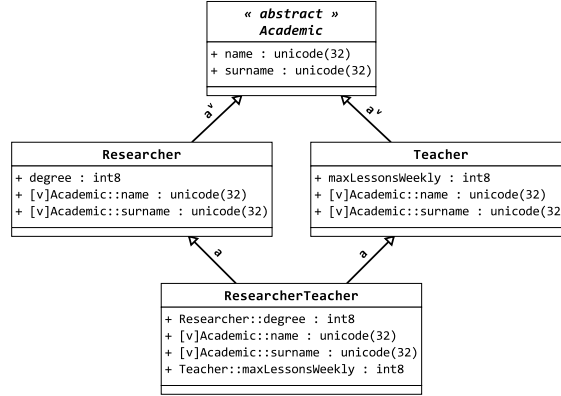 « abstract »
Academic
+ name : unicode(32)
+ surname : unicode(32)
a v
a v
Researcher
+ degree : int8
+ [v]Academic::name : unicode(32)
+ [v]Academic::surname : unicode(32)
Teacher
+ maxLessonsWeekly : int8
+ [v]Academic::name : unicode(32)
+ [v]Academic::surname : unicode(32
a
a
ResearcherTeacher
+ Researcher::degree : int8
+ [v]Academic::name : unicode(32)
+ [v]Academic::surname : unicode(32)
+ Teacher::maxLessonsWeekly : int8